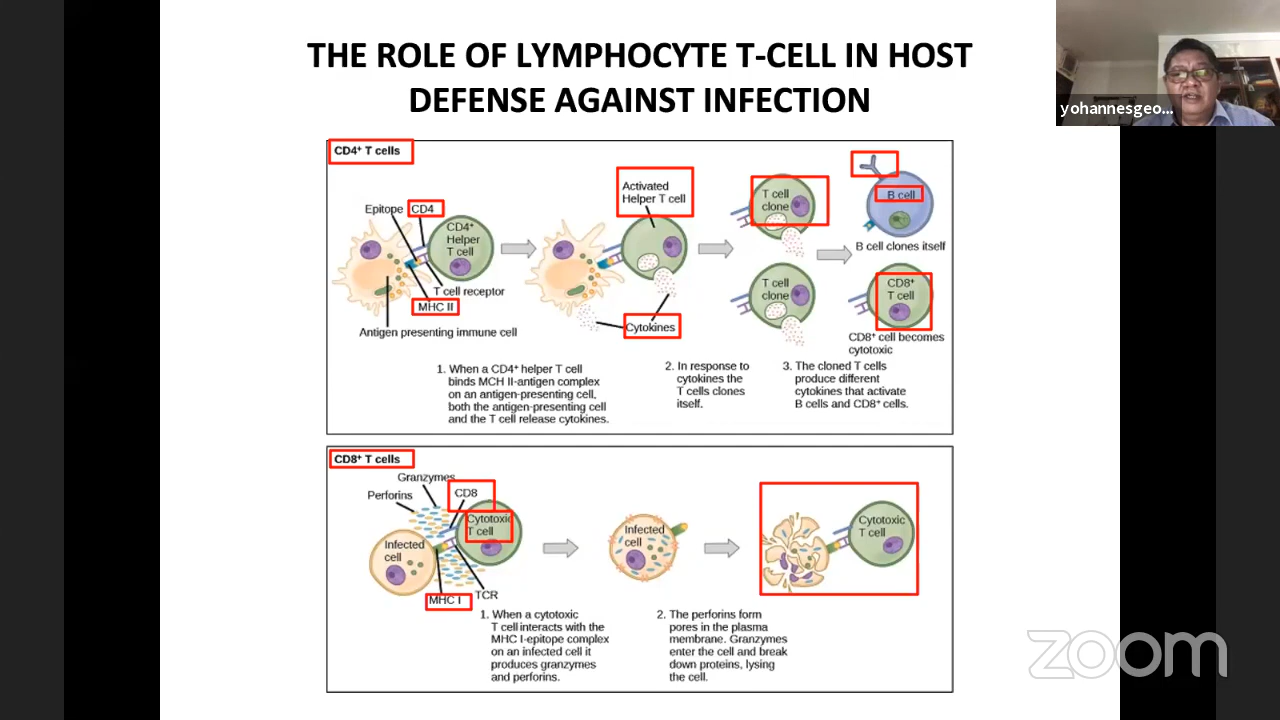 THE ROLE OF LYMPHOCYTE T-CELL IN HOST
DEFENSE AGAINST INFECTION
yohannesgeo...
CD4+ T cells
Epitope
CD4
CD4+
Helper
T cell
T cell receptor
MHC II
Antigen presenting immune cell
Activated
Helper T cell
Cytokines
T cell
clone
T cell
clone
B cell
B cell clones itself
CD8+
T cell
CD8+ cell becomes
cytotoxic
1. When a CD4+ helper T cell
binds MCH II-antigen complex
on an antigen-presenting cell,
both the antigen-presenting cell
and the T cell release cytokines.
2. In response to
cytokines the
T cells clones
itself.
3. The cloned T cells
produce different
cytokines that activate
B cells and CD8+ cells.
CD8+ T cells
Granzymes
Perforins
CD8
Cytotoxic
T cell
Infected
cell
MHC I
TCR
Infected
cell
Cytotoxic
T cell
1. When a cytotoxic
T cell interacts with the
MHC I-epitope complex
on an infected cell it
produces granzymes
and perforins.
2. The perforins form
pores in the plasma
membrane. Granzymes
enter the cell and break
down proteins, lysing
the cell.
zoom